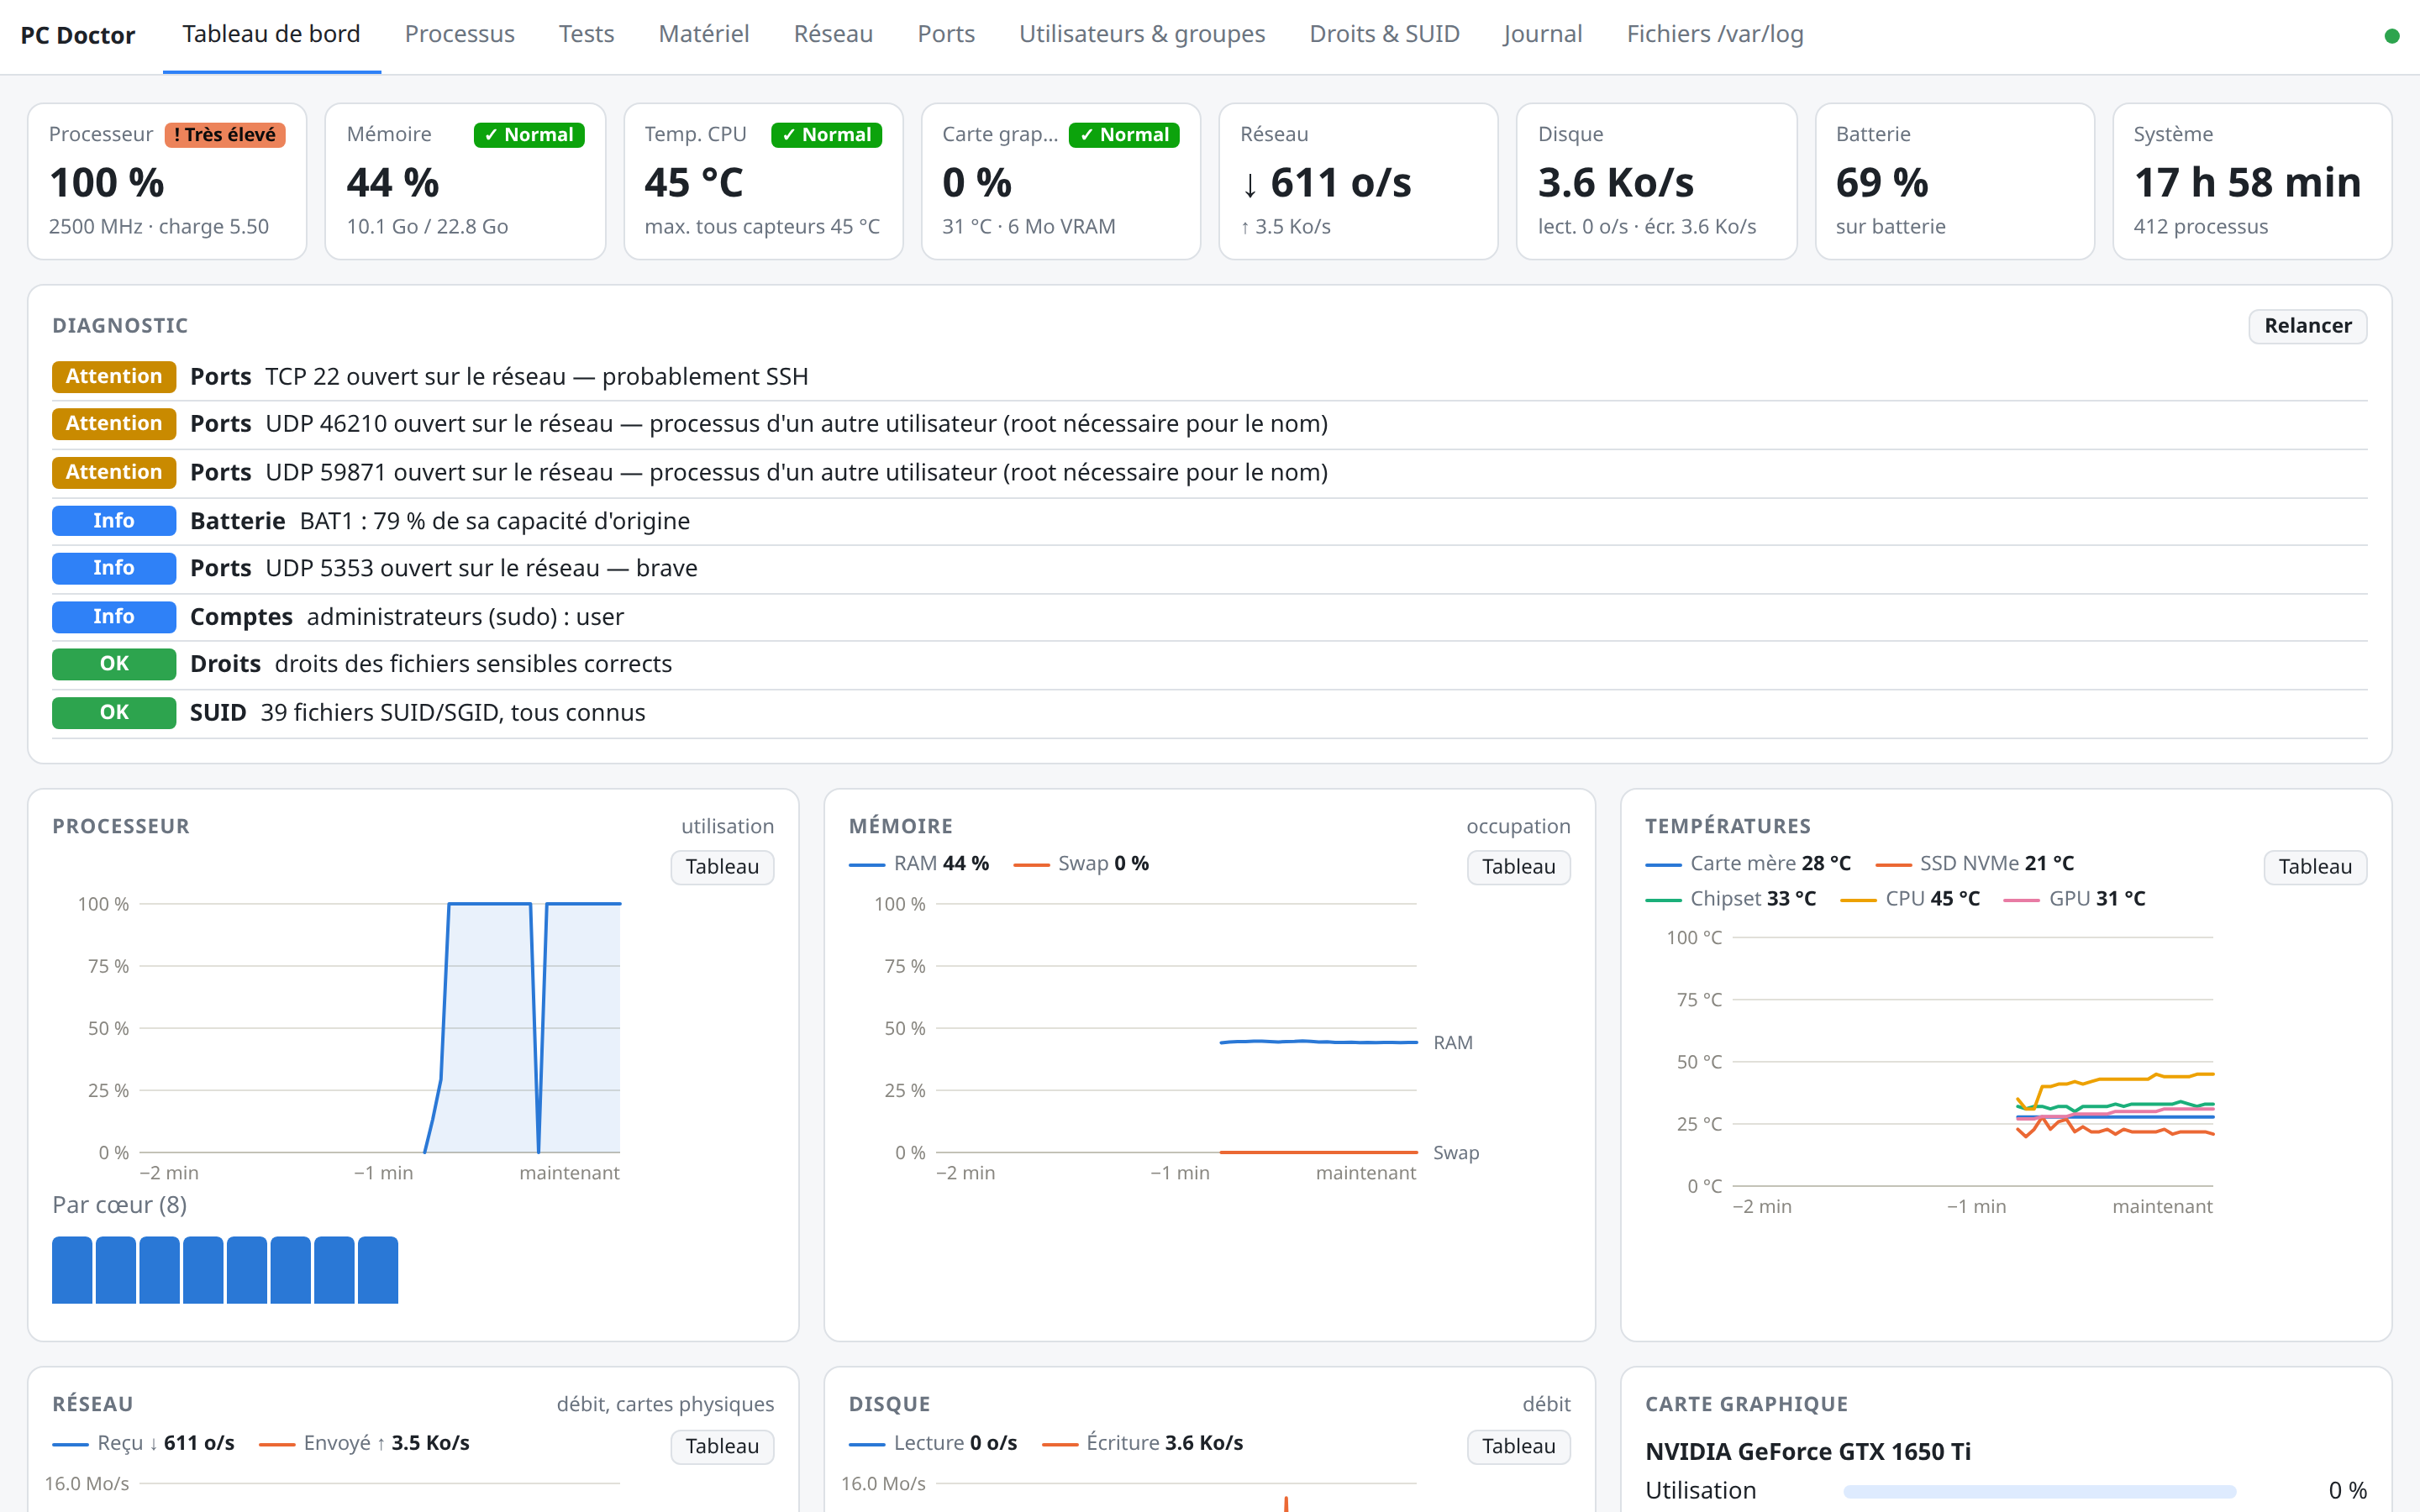 PC Doctor Tableau de bord Processus Tests Matériel Réseau Ports Utilisateurs & groupes Droits & SUID Journal Fichiers /var/log
Processeur ! Très élevé
100 %
2500 MHz · charge 5.50
Mémoire ✓ Normal
44 %
10.1 Go / 22.8 Go
Temp. CPU ✓ Normal
45 °C
max. tous capteurs 45 °C
Carte grap... ✓ Normal
0 %
31 °C · 6 Mo VRAM
Réseau
↓ 611 o/s
↑ 3.5 Ko/s
Disque
3.6 Ko/s
lect. 0 o/s · écr. 3.6 Ko/s
Batterie
69 %
sur batterie
Système
17 h 58 min
412 processus
DIAGNOSTIC Relancer
Attention Ports TCP 22 ouvert sur le réseau — probablement SSH
Attention Ports UDP 46210 ouvert sur le réseau — processus d'un autre utilisateur (root nécessaire pour le nom)
Attention Ports UDP 59871 ouvert sur le réseau — processus d'un autre utilisateur (root nécessaire pour le nom)
Info Batterie BAT1 : 79 % de sa capacité d'origine
Info Ports UDP 5353 ouvert sur le réseau — brave
Info Comptes administrateurs (sudo) : user
OK Droits droits des fichiers sensibles corrects
OK SUID 39 fichiers SUID/SGID, tous connus
PROCESSEUR utilisation
Tableau
100 %
75 %
50 %
25 %
0 %
−2 min −1 min maintenant
Par cœur (8)
MÉMOIRE occupation
RAM 44 % Swap 0 % Tableau
100 %
75 %
50 %
RAM
25 %
0 % Swap
−2 min −1 min maintenant
TEMPÉRATURES
Carte mère 28 °C SSD NVMe 21 °C Tableau
Chipset 33 °C CPU 45 °C GPU 31 °C
100 °C
75 °C
50 °C
25 °C
0 °C
−2 min −1 min maintenant
RÉSEAU débit, cartes physiques
Reçu ↓ 611 o/s Envoyé ↑ 3.5 Ko/s Tableau
16.0 Mo/s
DISQUE débit
Lecture 0 o/s Écriture 3.6 Ko/s Tableau
16.0 Mo/s
CARTE GRAPHIQUE
NVIDIA GeForce GTX 1650 Ti
Utilisation 0 %